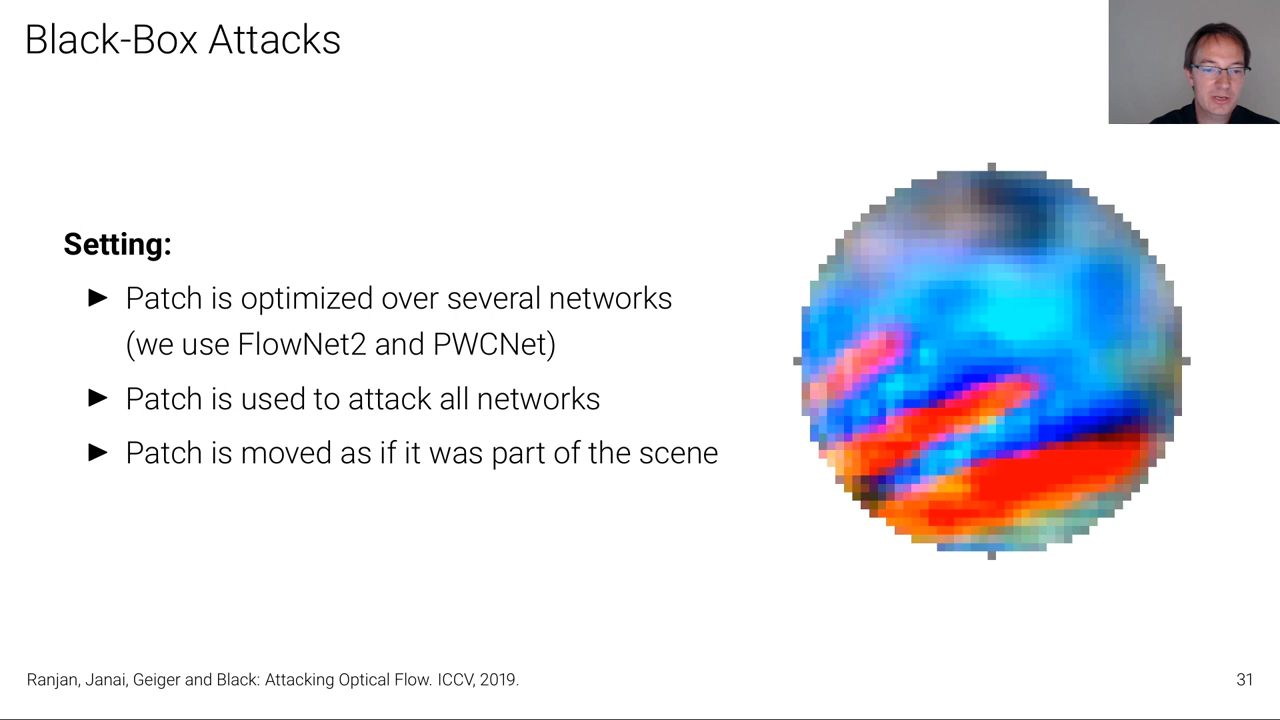 Black-Box Attacks
Setting:
► Patch is optimized over several networks
(we use FlowNet2 and PWCNet)
► Patch is used to attack all networks
► Patch is moved as if it was part of the scene
Ranjan, Janai, Geiger and Black: Attacking Optical Flow. ICCV, 2019.
31